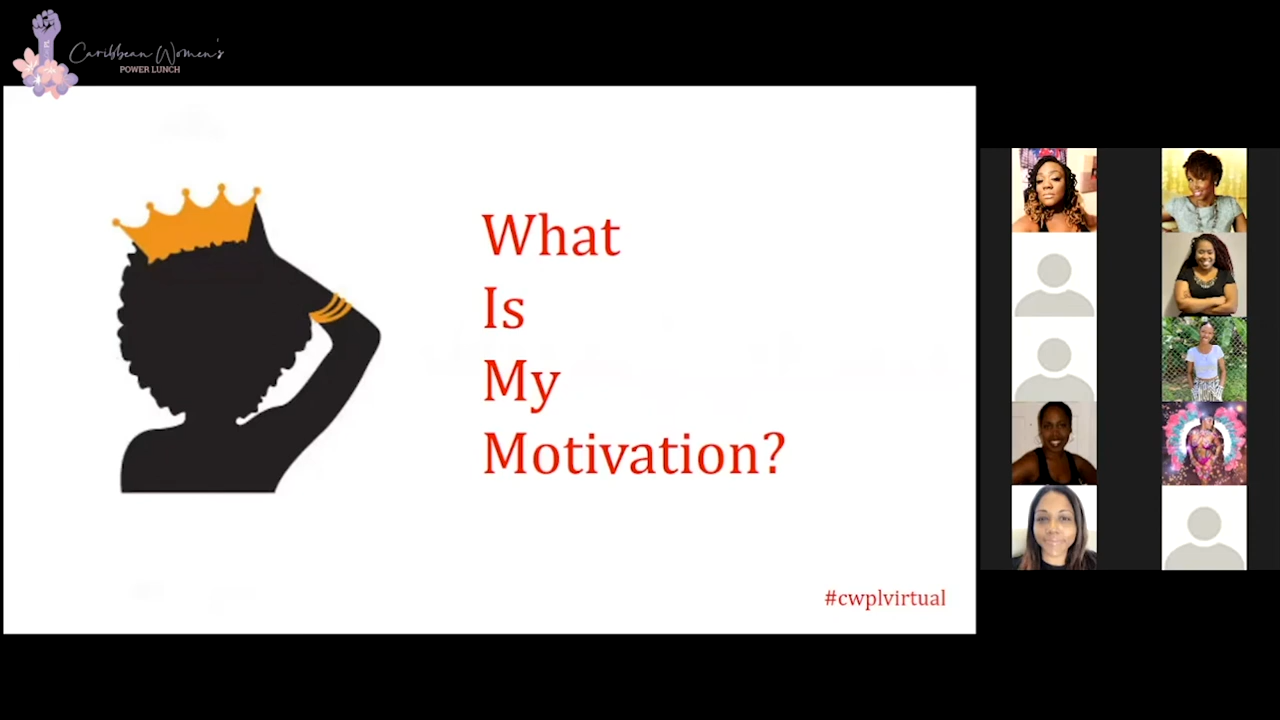 Caribbean Women's
POWER LUNCH
What
Is
My
Motivation?
#cwplvirtual